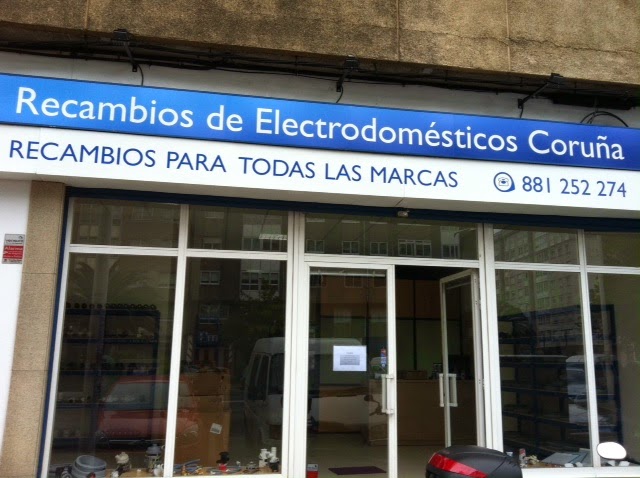 Recambios de Electrodomésticos Coruña
RECAMBIOS PARA TODAS LAS MARCAS 881 252 274